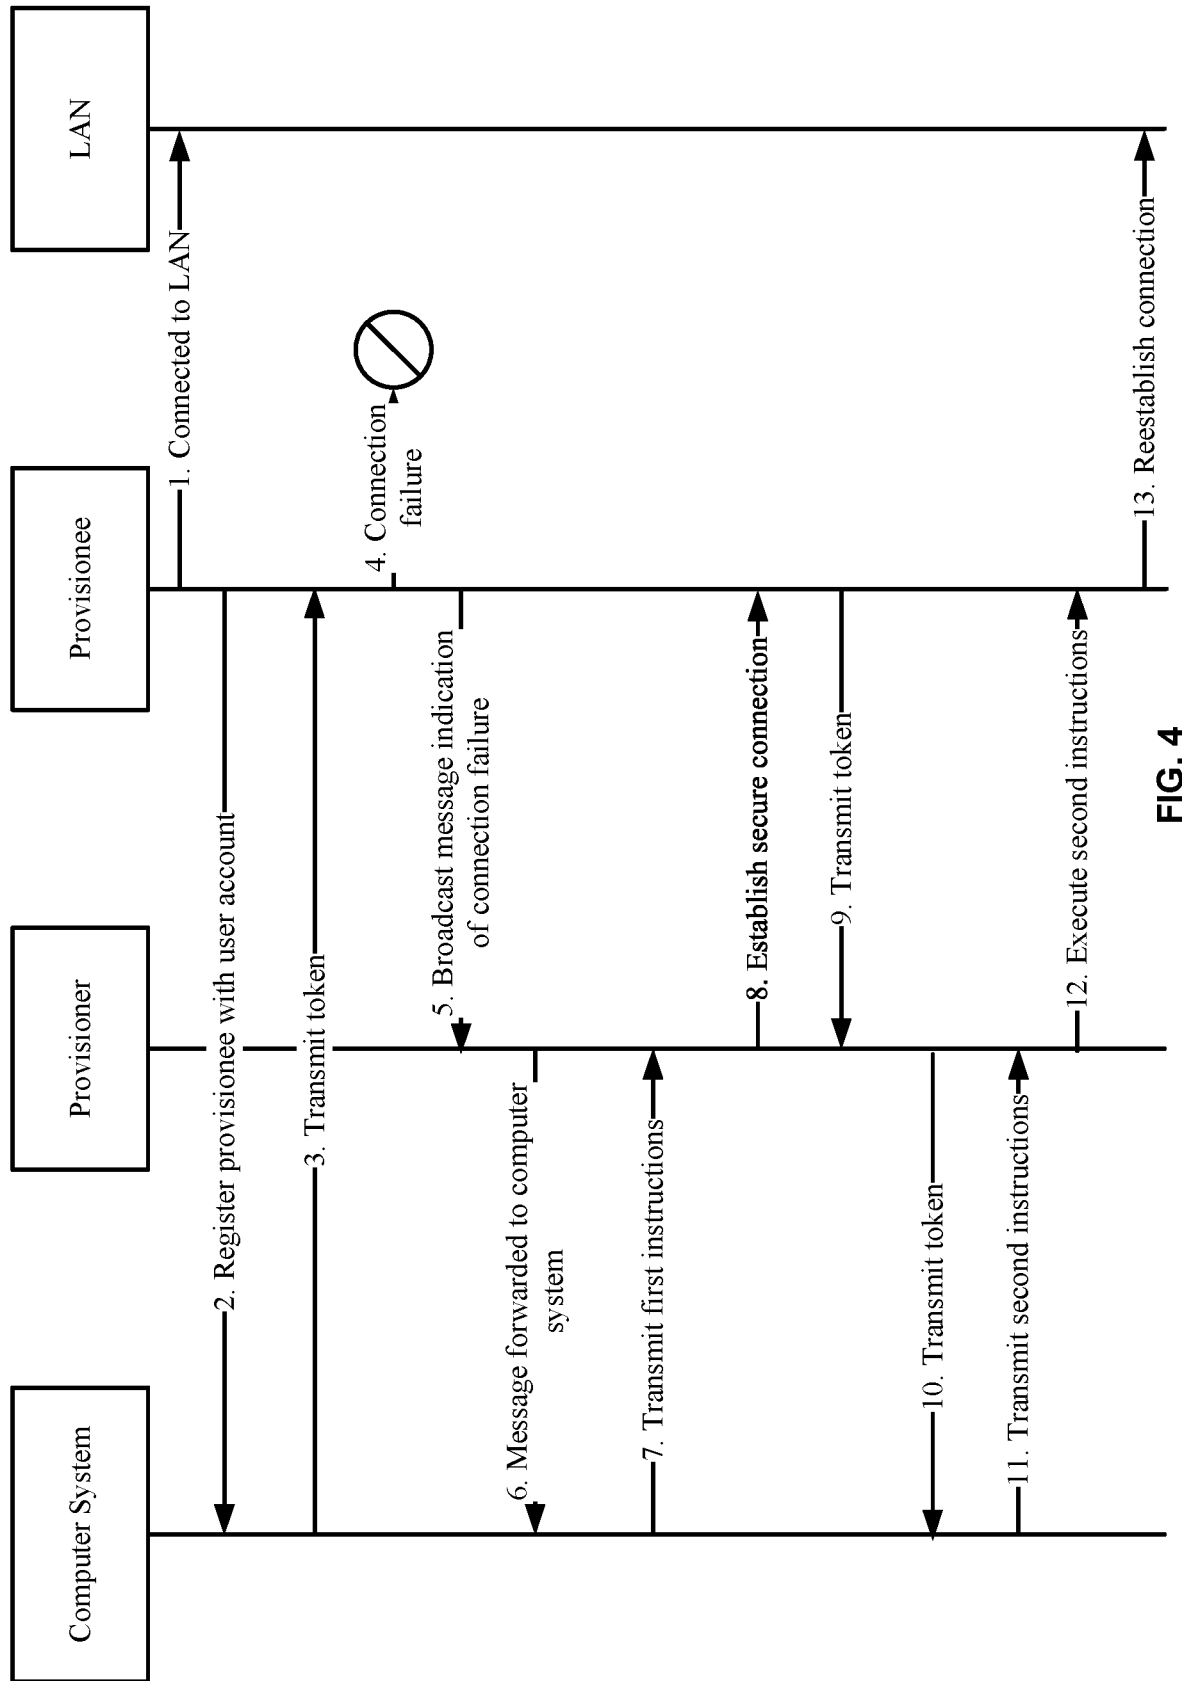 Computer System
Provisioner
Provisionee
LAN
1. Connected to LAN
2. Register provisionee with user account
3. Transmit token
4. Connection
failure
5. Broadcast message indication
of connection failure
6. Message forwarded to computer
system
7. Transmit first instructions
8. Establish secure connection
9. Transmit token
10. Transmit token
11. Transmit second instructions
12. Execute second instructions
13. Reestablish connection
FIG. 4